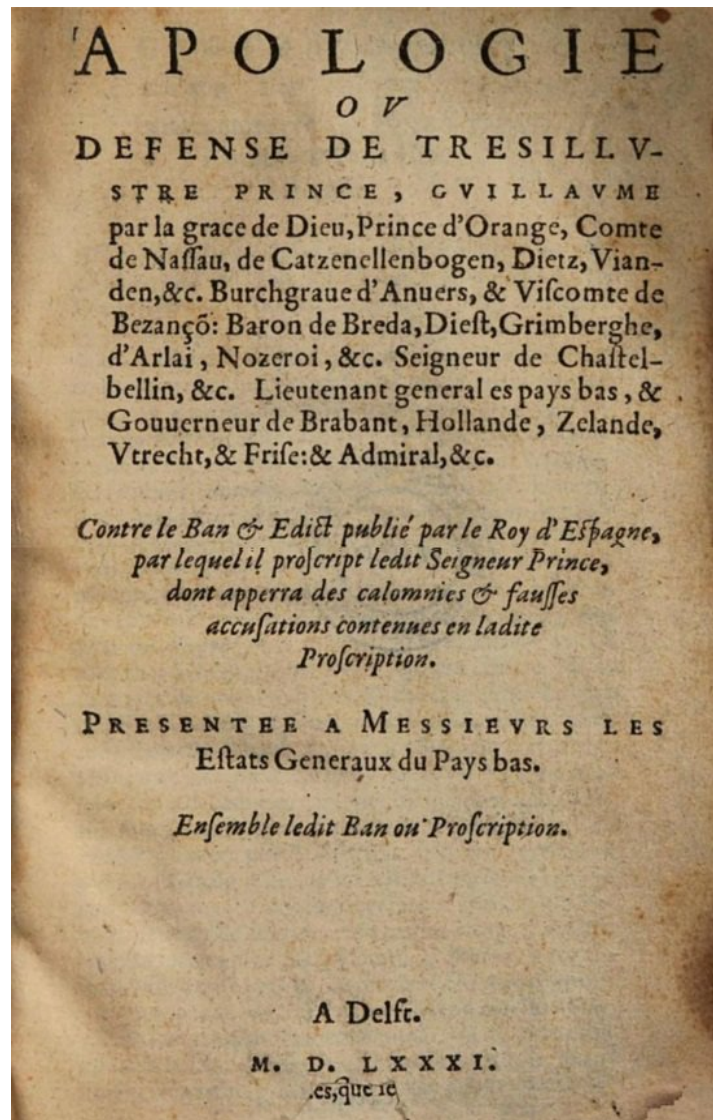 APOLOGIE
OV
DEFENSE DE TRESILLV-
STRE PRINCE, GVILLAVME
par la grace de Dieu, Prince d'Orange, Comte
de Naſſau, de Catzenellenbogen, Dietz, Vian-
den, &c. Burchgraue d'Anuers, & Viſcomte de
Bezançõ: Baron de Breda, Dieſt, Grimberghe,
d'Arlai, Nozeroi, &c. Seigneur de Chaſtel-
bellin, &c. Lieutenant general es pays bas, &
Gouuerneur de Brabant, Hollande, Zelande,
Vtrecht, & Friſe: & Admiral, &c.
Contre le Ban & Edict publié par le Roy d'Eſpagne,
par lequel il proſcript ledit Seigneur Prince,
dont apperra des calomnies & fauſſes
accuſations contenues en ladite
Proſcription.
PRESENTEE A MESSIEVRS LES
Eſtats Generaux du Pays bas.
Enſemble ledit Ban ou Proſcription.
A Delft.
M. D. LXXXI.
es, que ie